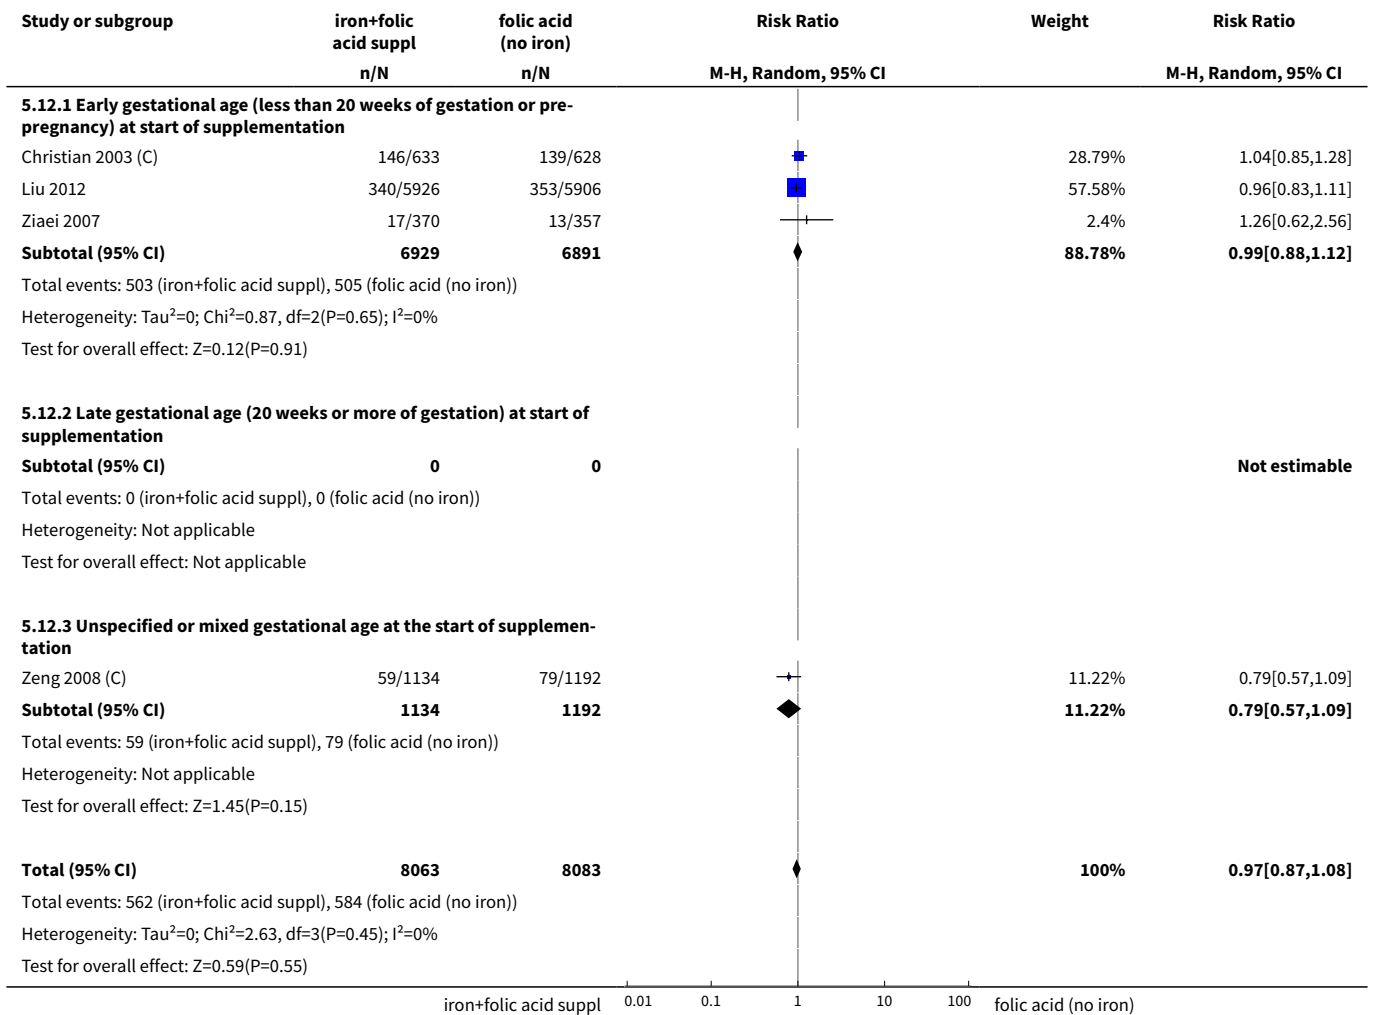 Study or subgroup iron+folic acid suppl folic acid (no iron) Risk Ratio Weight Risk Ratio
n/N n/N M-H, Random, 95% CI M-H, Random, 95% CI
5.12.1 Early gestational age (less than 20 weeks of gestation or pre-
pregnancy) at start of supplementation
Christian 2003 (C) 146/633 139/628 28.79% 1.04[0.85,1.28]
Liu 2012 340/5926 353/5906 57.58% 0.96[0.83,1.11]
Ziaei 2007 17/370 13/357 2.4% 1.26[0.62,2.56]
Subtotal (95% CI) 6929 6891 88.78% 0.99[0.88,1.12]
Total events: 503 (iron+folic acid suppl), 505 (folic acid (no iron))
Heterogeneity: Tau²=0; Chi²=0.87, df=2(P=0.65); I²=0%
Test for overall effect: Z=0.12(P=0.91)
5.12.2 Late gestational age (20 weeks or more of gestation) at start of
supplementation
Subtotal (95% CI) 0 0 Not estimable
Total events: 0 (iron+folic acid suppl), 0 (folic acid (no iron))
Heterogeneity: Not applicable
Test for overall effect: Not applicable
5.12.3 Unspecified or mixed gestational age at the start of supplemen-
tation
Zeng 2008 (C) 59/1134 79/1192 11.22% 0.79[0.57,1.09]
Subtotal (95% CI) 1134 1192 11.22% 0.79[0.57,1.09]
Total events: 59 (iron+folic acid suppl), 79 (folic acid (no iron))
Heterogeneity: Not applicable
Test for overall effect: Z=1.45(P=0.15)
Total (95% CI) 8063 8083 100% 0.97[0.87,1.08]
Total events: 562 (iron+folic acid suppl), 584 (folic acid (no iron))
Heterogeneity: Tau²=0; Chi²=2.63, df=3(P=0.45); I²=0%
Test for overall effect: Z=0.59(P=0.55)
iron+folic acid suppl 0.01 0.1 1 10 100 folic acid (no iron)